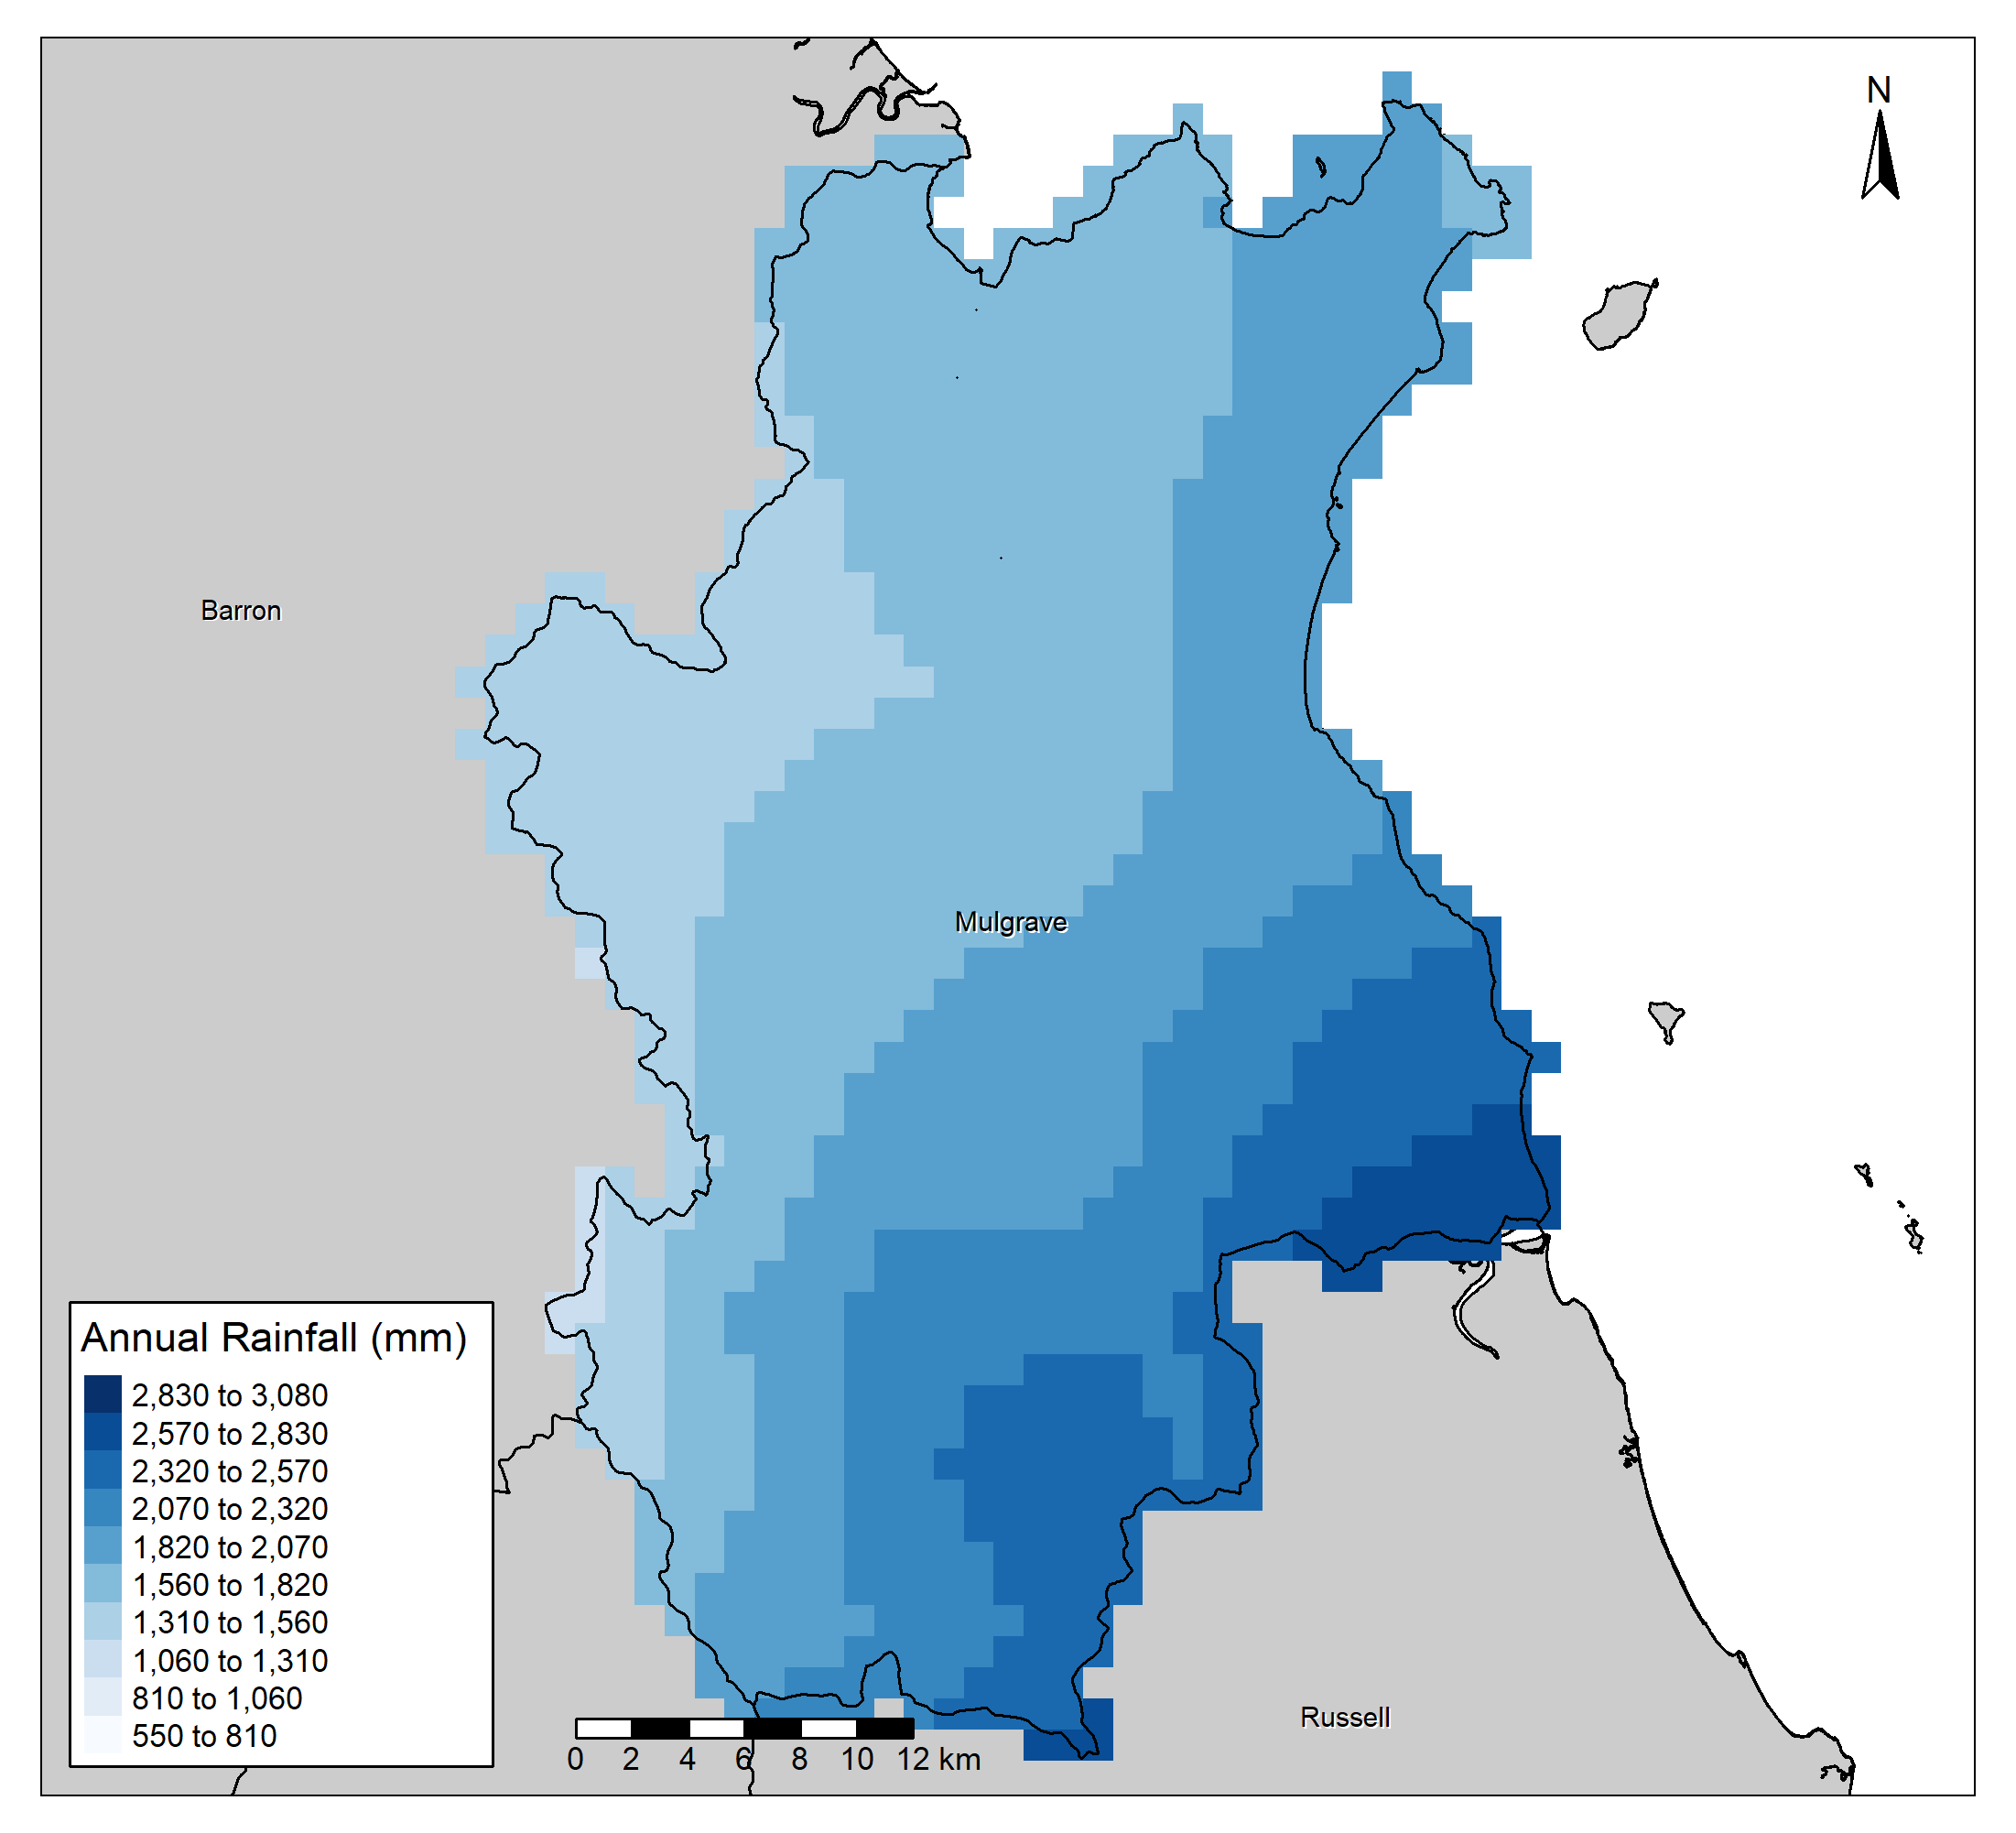 N
Barron
Mulgrave
Annual Rainfall (mm)
2,830 to 3,080
2,570 to 2,830
2,320 to 2,570
2,070 to 2,320
1,820 to 2,070
1,560 to 1,820
1,310 to 1,560
1,060 to 1,310
810 to 1,060
550 to 810
Russell
0 2 4 6 8 10 12 km